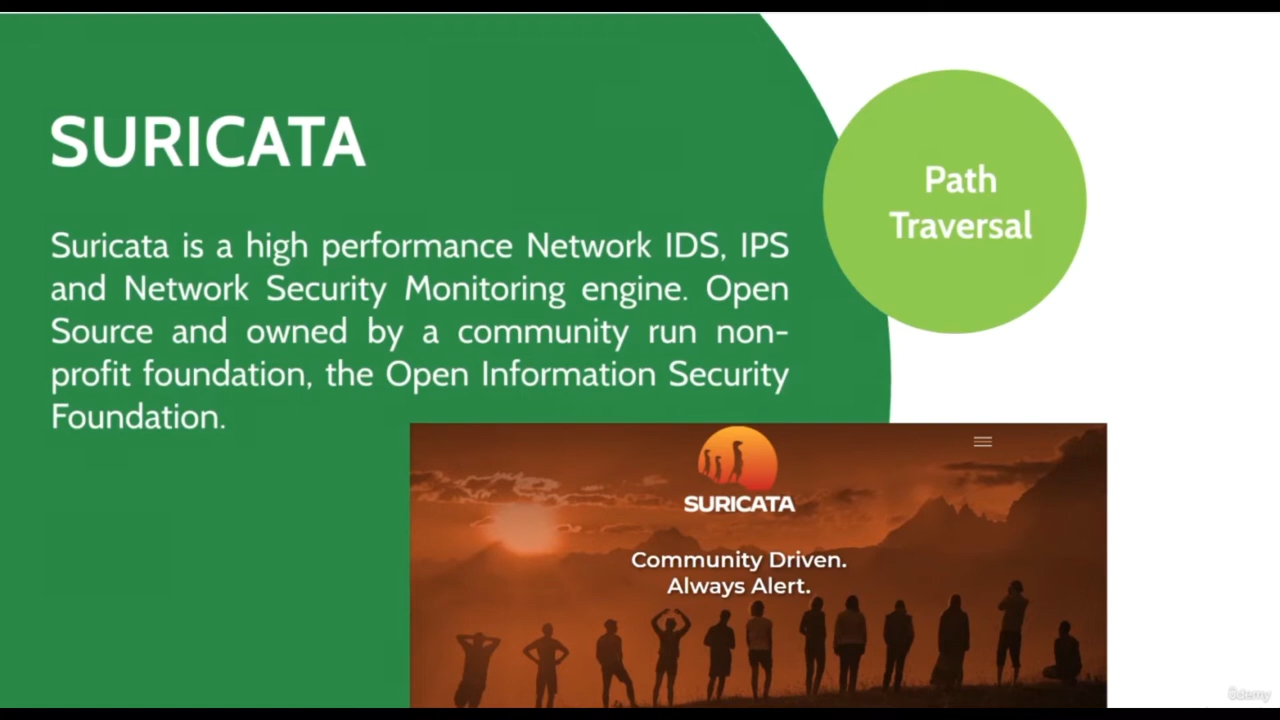 SURICATA
Suricata is a high performance Network IDS, IPS
and Network Security Monitoring engine. Open
Source and owned by a community run non-
profit foundation, the Open Information Security
Foundation.
Path
Traversal
SURICATA
Community Driven.
Always Alert.
ûdemy